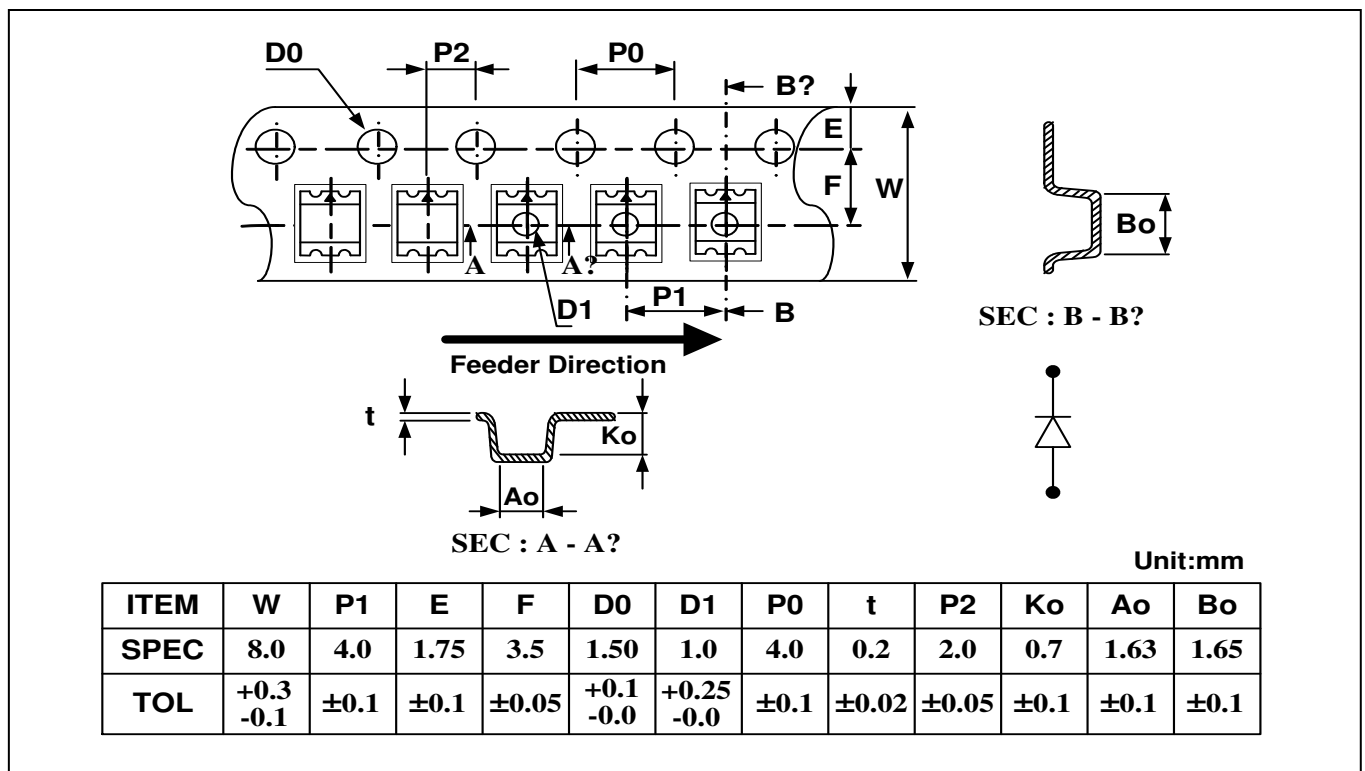 D0 P2 P0
B?
E
F W
A A?
Bo
D1 P1 B
SEC : B - B?
Feeder Direction
t
Ko
Ao
SEC : A - A?
Unit:mm
ITEM W P1 E F D0 D1 P0 t P2 Ko Ao Bo
SPEC 8.0 4.0 1.75 3.5 1.50 1.0 4.0 0.2 2.0 0.7 1.63 1.65
TOL +0.3 -0.1 ±0.1 ±0.1 ±0.05 +0.1 -0.0 +0.25 -0.0 ±0.1 ±0.02 ±0.05 ±0.1 ±0.1 ±0.1